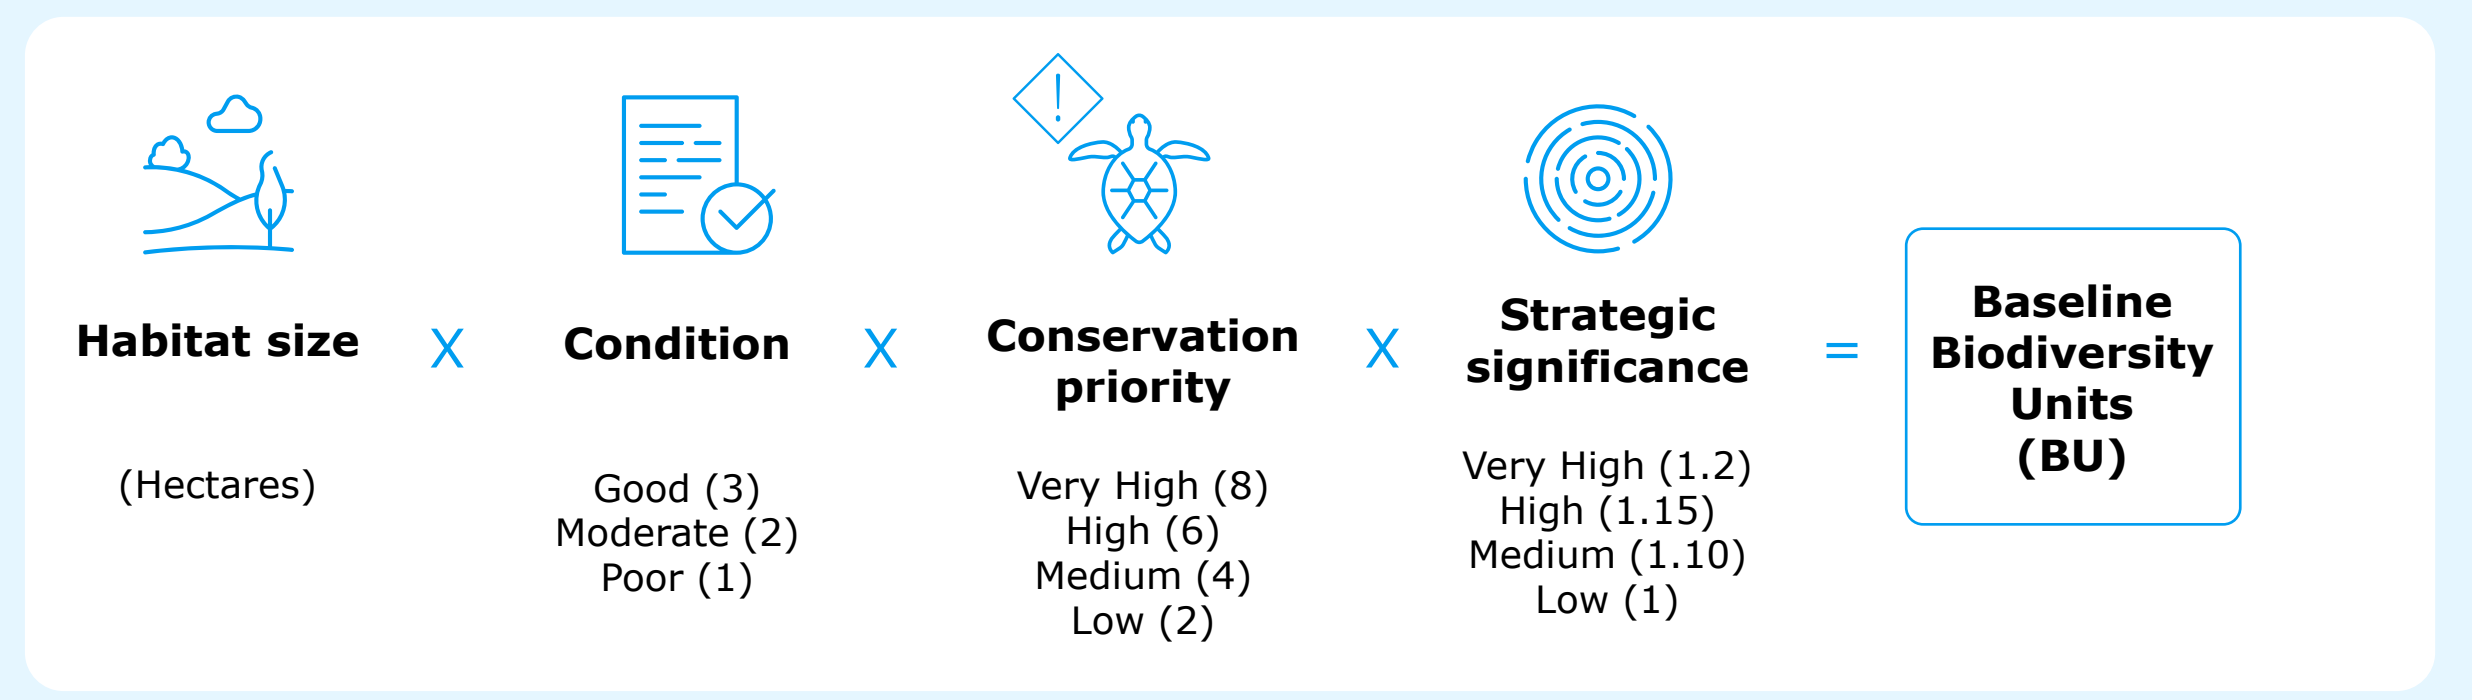 Habitat size
(Hectares)
X
Condition
Good (3)
Moderate (2)
Poor (1)
X
!
Conservation
priority
Very High (8)
High (6)
Medium (4)
Low (2)
X
Strategic
significance
Very High (1.2)
High (1.15)
Medium (1.10)
Low (1)
=
Baseline
Biodiversity
Units
(BU)